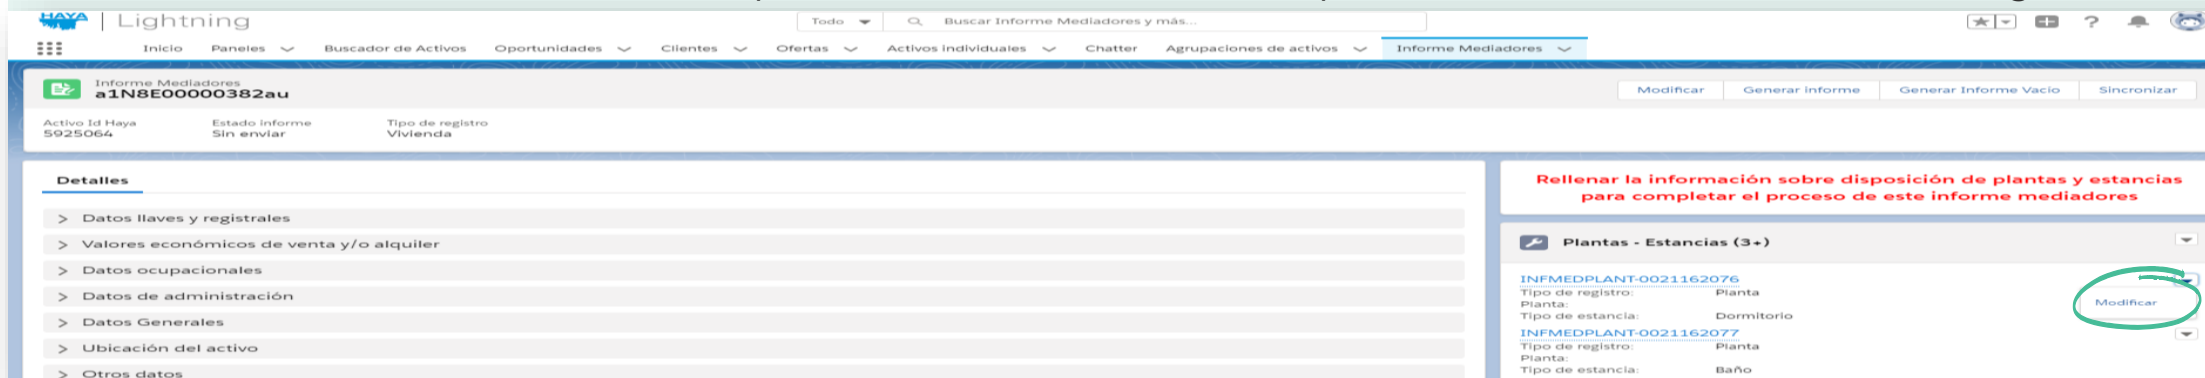 HAYA | Lightning
Todo
Buscar Informe Mediadores y más...
Inicio Paneles Buscador de Activos Oportunidades Clientes Ofertas Activos individuales Chatter Agrupaciones de activos Informe Mediadores
Informe Mediadores
a1N8E00000382au
Modificar Generar informe Generar Informe Vacío Sincronizar
Activo Id Haya Estado informe Tipo de registro
5925064 Sin enviar Vivienda
Detalles
> Datos llaves y registrales
> Valores económicos de venta y/o alquiler
> Datos ocupacionales
> Datos de administración
> Datos Generales
> Ubicación del activo
> Otros datos
Rellenar la información sobre disposición de plantas y estancias
para completar el proceso de este informe mediadores
Plantas - Estancias (3+)
INFMEDPLANT-0021162076
Tipo de registro: Planta
Planta:
Tipo de estancia: Dormitorio
Modificar
INFMEDPLANT-0021162077
Tipo de registro: Planta
Planta:
Tipo de estancia: Baño